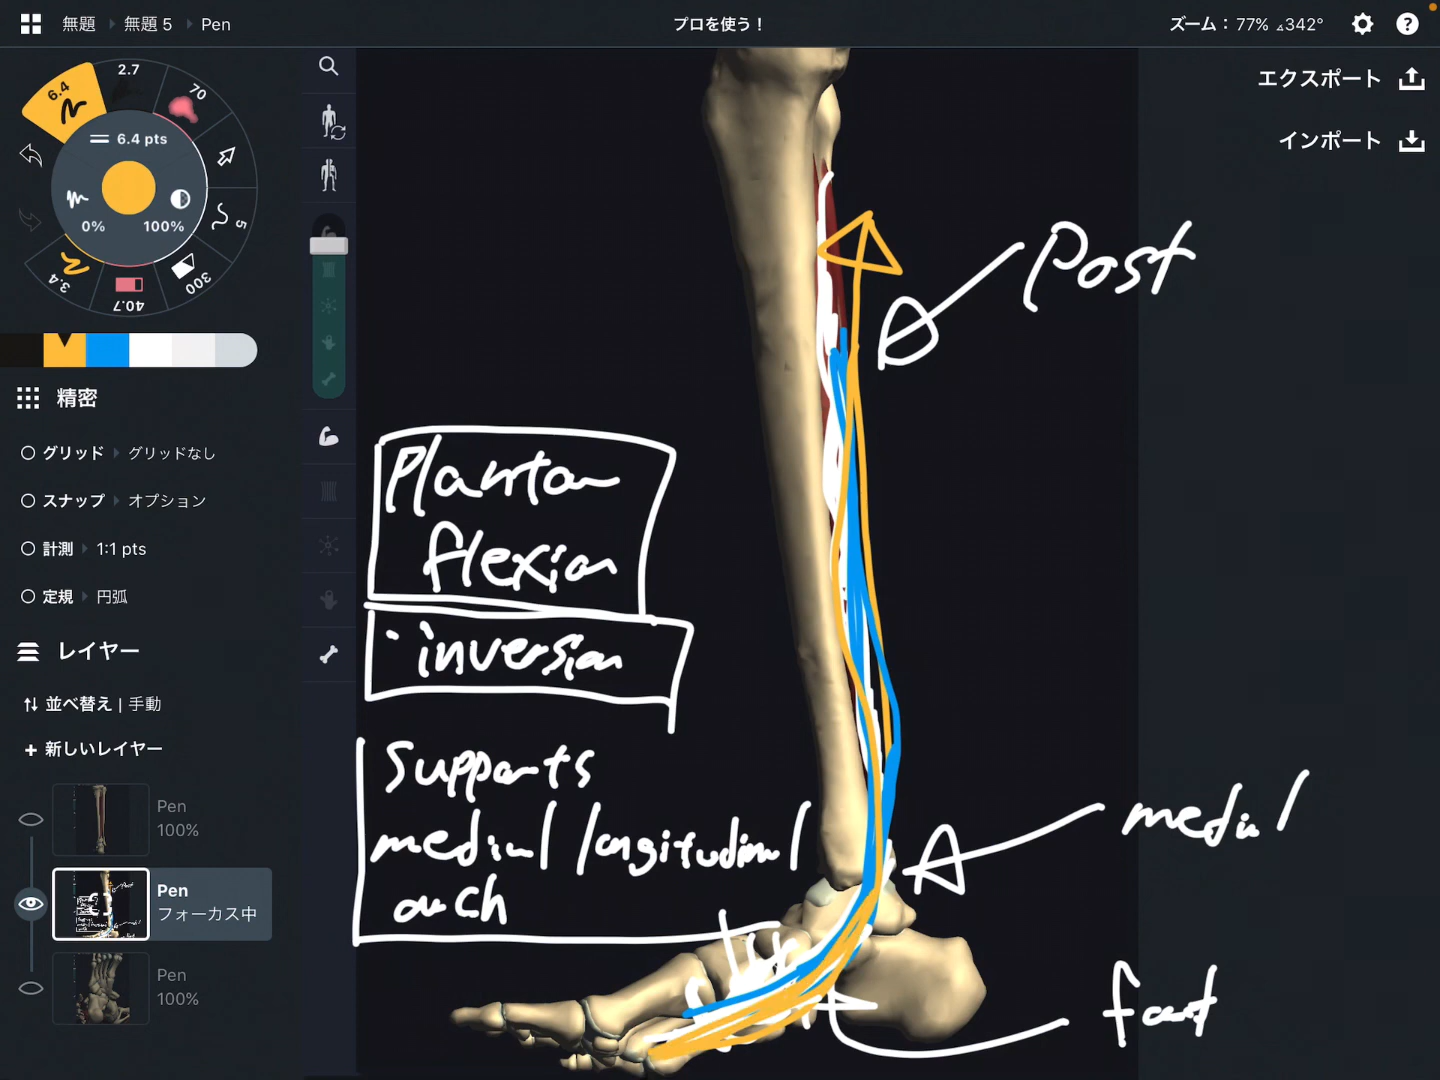 無題 無題 5 Pen
プロを使う！
ズーム：77% ⊿342°
エクスポート
インポート
6.4
2.7
70
6.4 pts
0% 100%
5
300
40.7
3.4
精密
グリッド グリッドなし
スナップ オプション
計測 1:1 pts
定規 円弧
レイヤー
並べ替え | 手動
+ 新しいレイヤー
Pen
100%
Pen
フォーカス中
Pen
100%
Post
Plantar
flexion
・inversion
Supports
medial longitudinal
arch
medial
foot